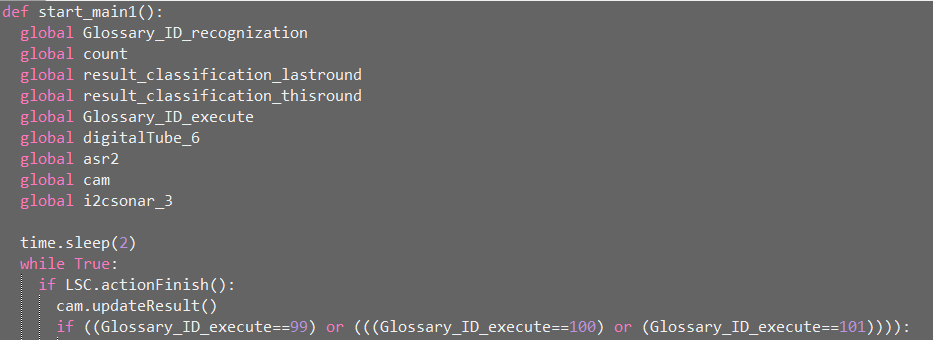 def start_main1():
global Glossary_ID_recognization
global count
global result_classification_lastround
global result_classification_thisround
global Glossary_ID_execute
global digitalTube_6
global asr2
global cam
global i2csonar_3
time.sleep(2)
while True:
if LSC.actionFinish():
cam.updateResult()
if ((Glossary_ID_execute==99) or (((Glossary_ID_execute==100) or (Glossary_ID_execute==101)))):